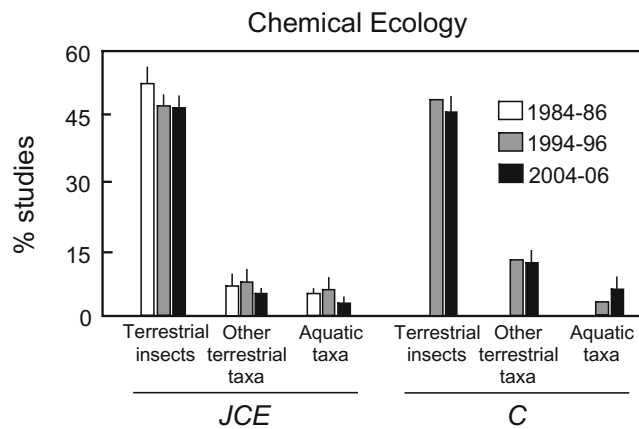 Chemical Ecology
% studies
60
45
30
15
0
1984-86
1994-96
2004-06
Terrestrial insects
Other terrestrial taxa
Aquatic taxa
Terrestrial insects
Other terrestrial taxa
Aquatic taxa
JCE
C